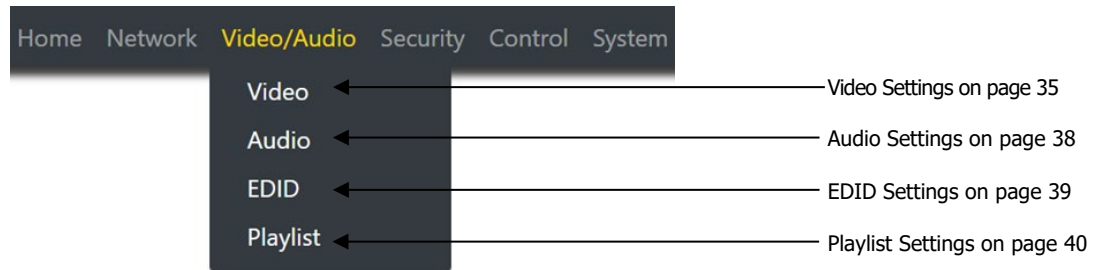 Home Network Video/Audio Security Control System
Video Video Settings on page 35
Audio Audio Settings on page 38
EDID EDID Settings on page 39
Playlist Playlist Settings on page 40